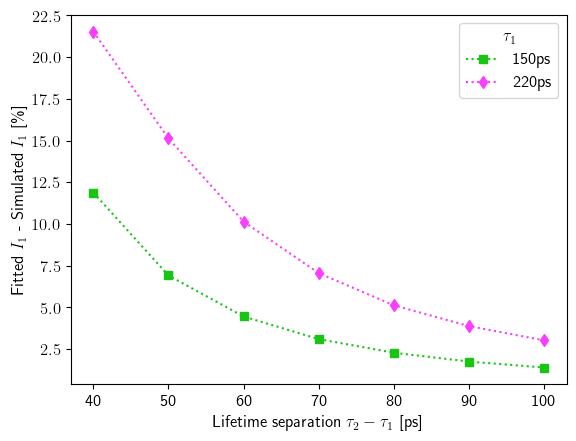 22.5
20.0
17.5
15.0
12.5
10.0
7.5
5.0
2.5
Fitted I₁ - Simulated I₁ [%]
τ₁
150ps
220ps
40 50 60 70 80 90 100
Lifetime separation τ₂ − τ₁ [ps]